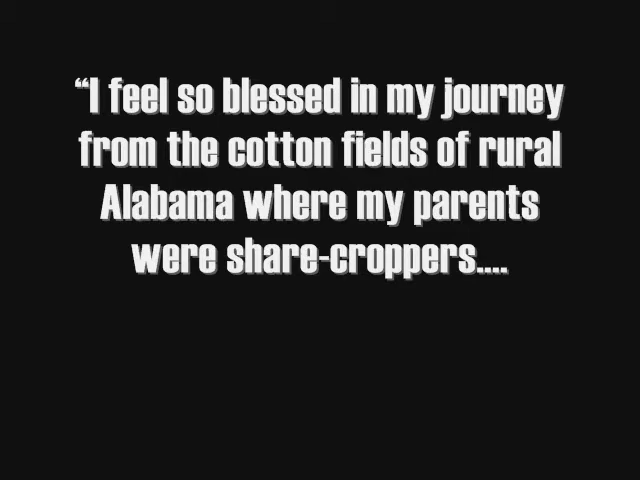 “I feel so blessed in my journey
from the cotton fields of rural
Alabama where my parents
were share-croppers....